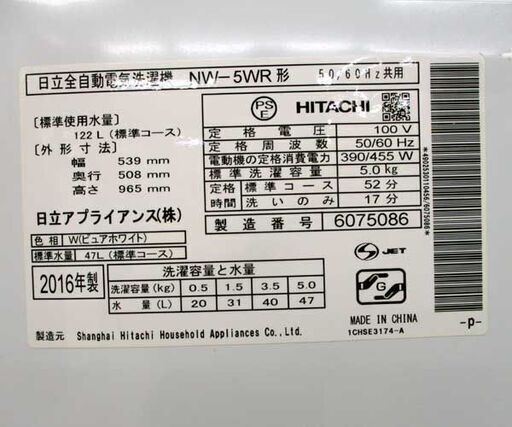 日立全自動電気洗濯機 NW-5WR 形 50/60Hz共用
[標準使用水量]
122 L (標準コース)
[外形寸法]
幅 539 mm
奥行 508 mm
高さ 965 mm
日立アプライアンス(株)
色相 W(ピュアホワイト)
標準水量 47L (標準コース)
PS
E
HITACHI
定格電圧 100 V
定格周波数 50/60 Hz
電動機の定格消費電力 390/455 W
標準洗濯容量 5.0 kg
定格 標準コース 52 分
時間 洗いのみ 17 分
製造番号 6075086
*4902530110456/6075086*
2016年製
洗濯容量と水量
洗濯容量(kg) 0.5 1.5 3.5 5.0
水量(L) 20 31 40 47
S JET
G
MADE IN CHINA
1CHSE3174-A
-p-
製造元 Shanghai Hitachi Household Appliances Co., Ltd.